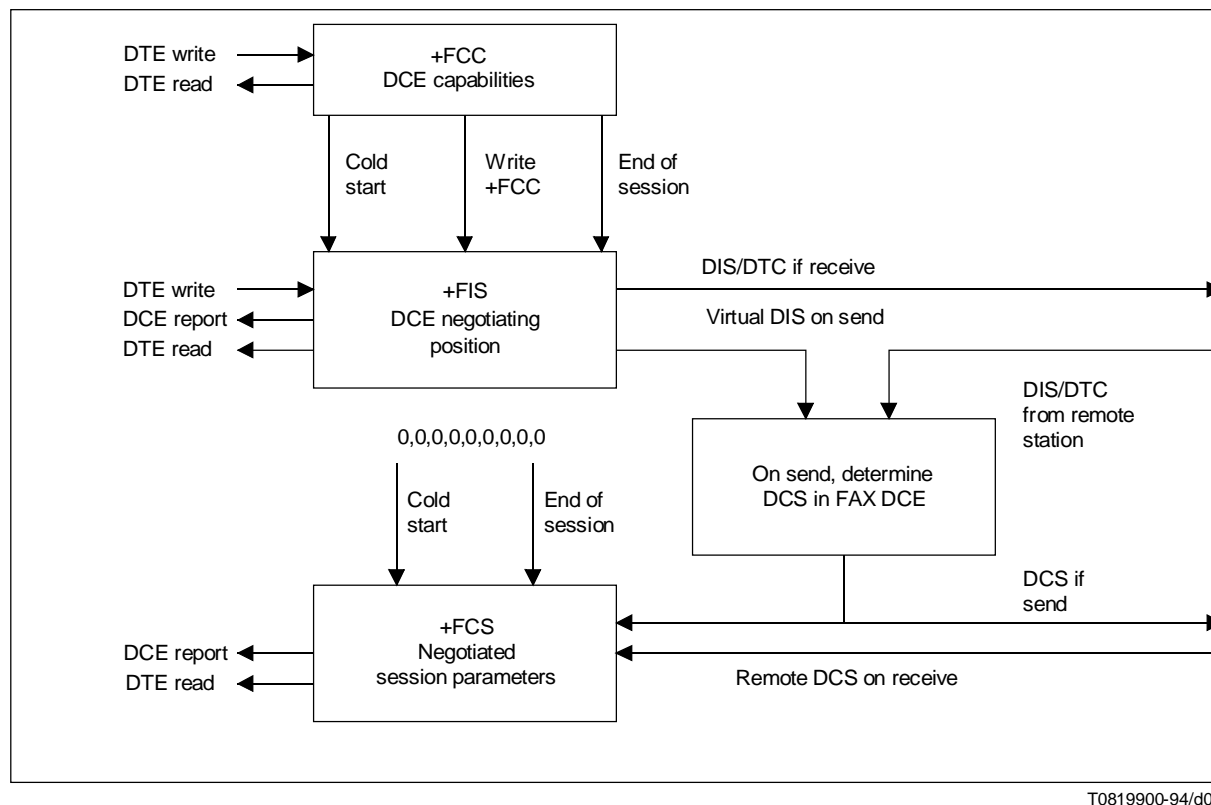 DTE write
DTE read
+FCC
DCE capabilities
Cold
start
Write
+FCC
End of
session
DTE write
DCE report
DTE read
+FIS
DCE negotiating
position
DIS/DTC if receive
Virtual DIS on send
DIS/DTC
from remote
station
0,0,0,0,0,0,0,0,0
On send, determine
DCS in FAX DCE
Cold
start
End of
session
DCS if
send
+FCS
Negotiated
session parameters
DCE report
DTE read
Remote DCS on receive
T0819900-94/d0